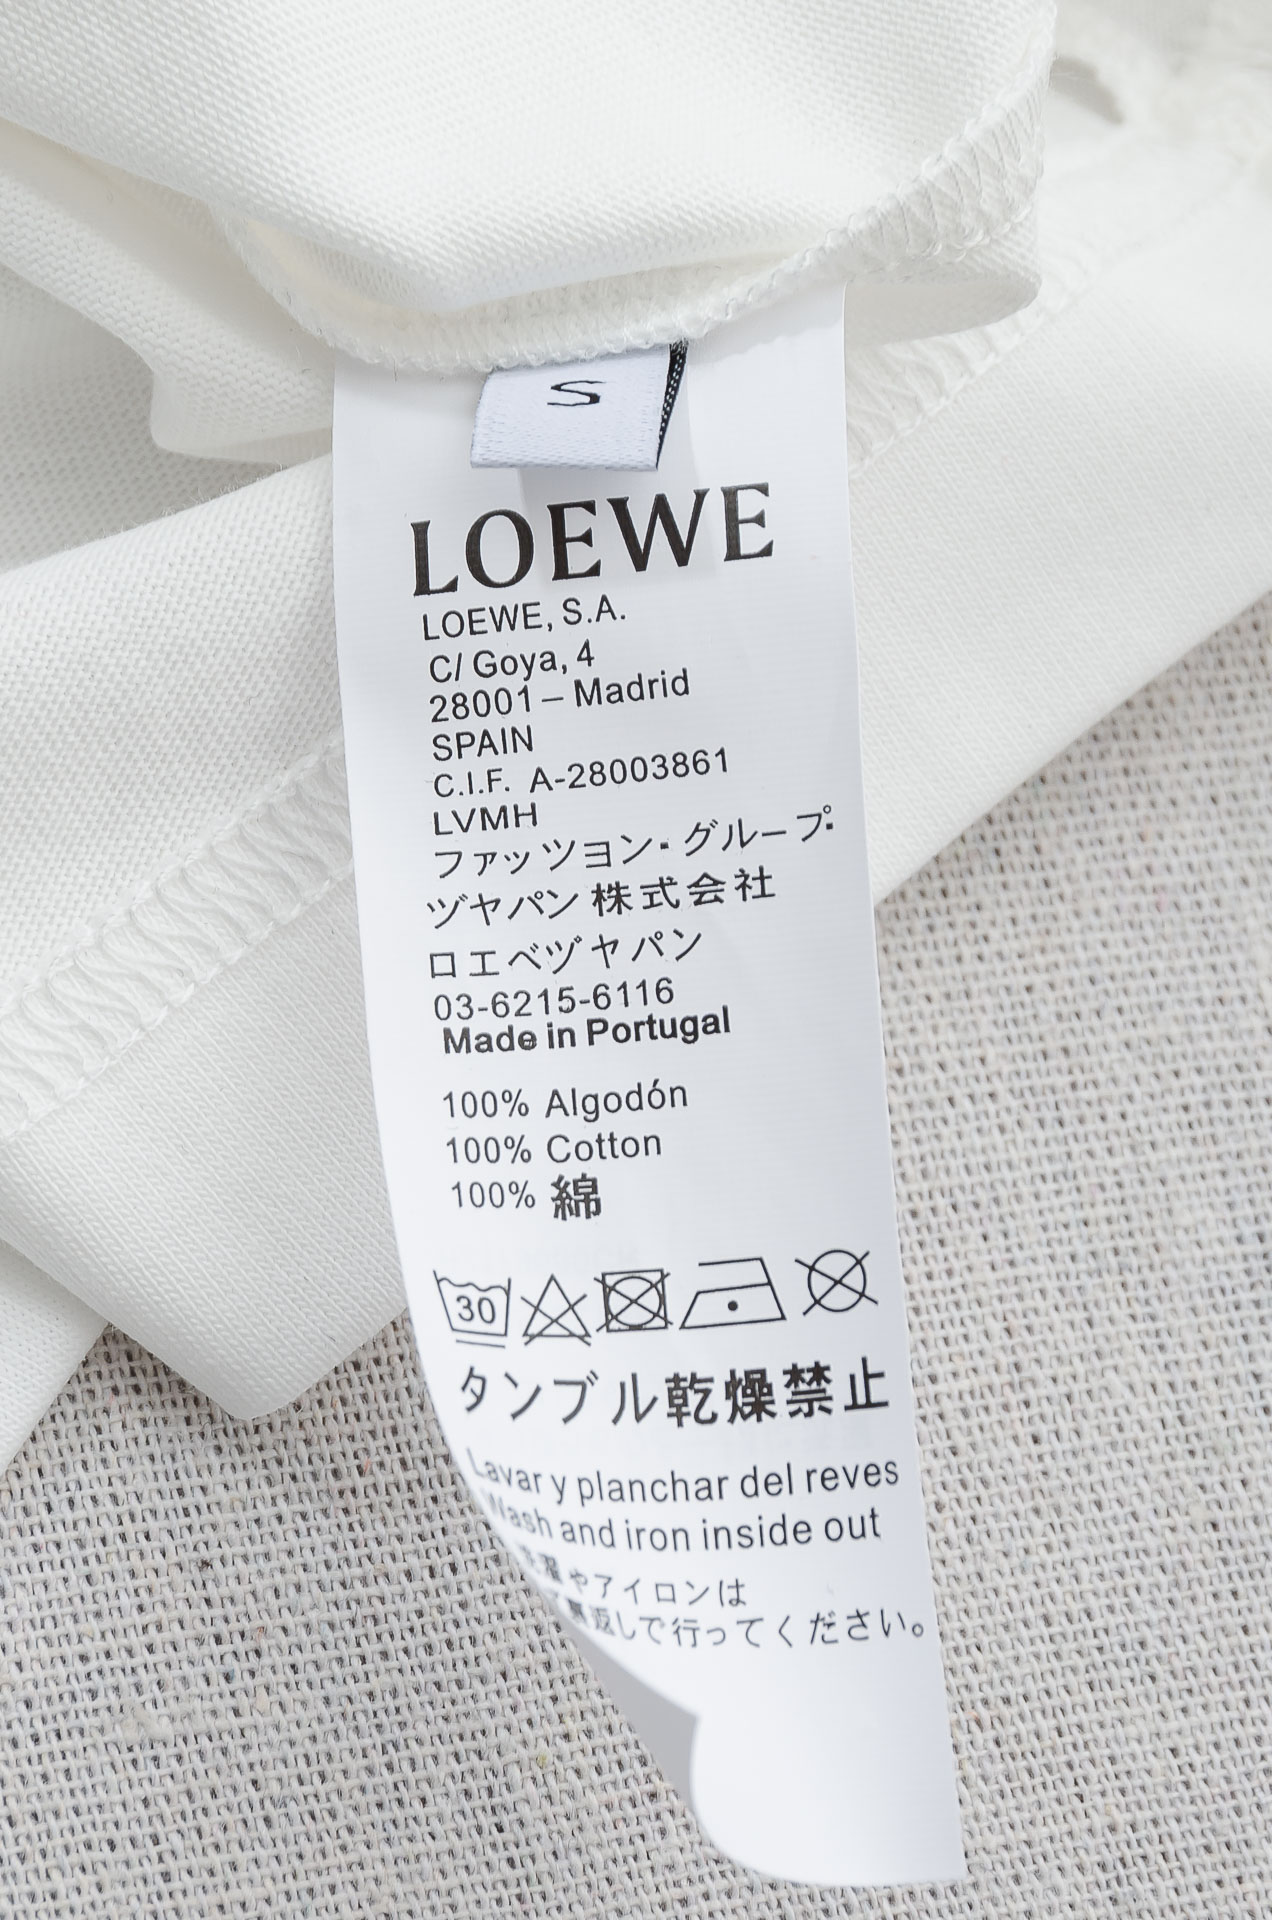 S
LOEWE
LOEWE, S.A.
C/ Goya, 4
28001 – Madrid
SPAIN
C.I.F. A-28003861
LVMH
ファッツョン・グループ・
ヅヤパン株式会社
ロエベヅヤパン
03-6215-6116
Made in Portugal
100% Algodón
100% Cotton
100% 綿
30
タンブル乾燥禁止
Lavar y planchar del reves
Wash and iron inside out
洗濯やアイロンは
裏返しで行ってください。